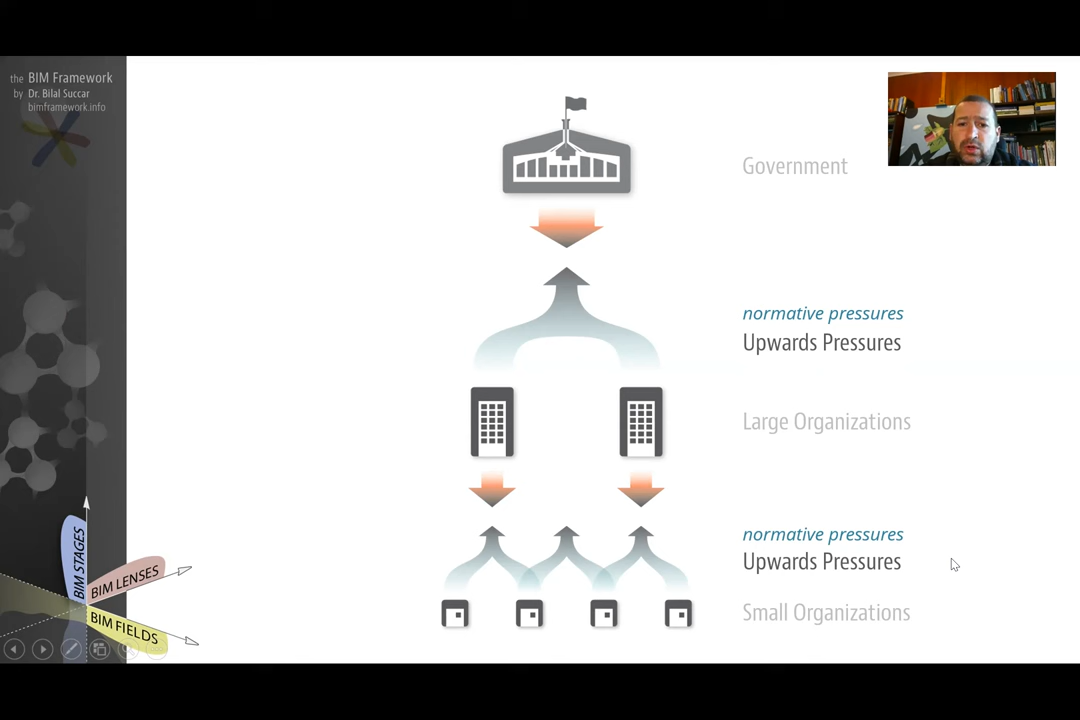 the BIM Framework
by Dr. Bilal Succar
bimframework.info
Government
normative pressures
Upwards Pressures
Large Organizations
normative pressures
Upwards Pressures
Small Organizations
BIM STAGES
BIM LENSES
BIM FIELDS